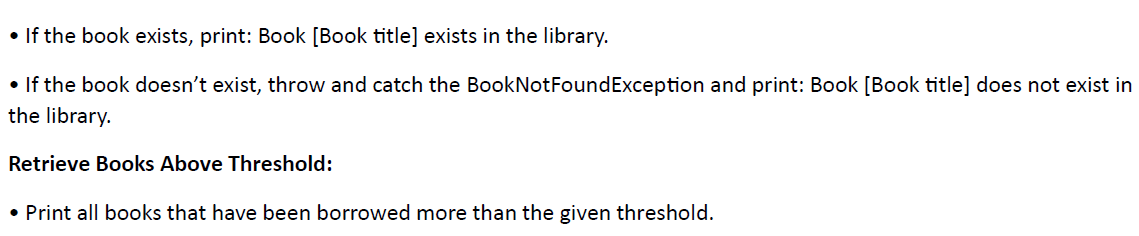 • If the book exists, print: Book [Book title] exists in the library.
• If the book doesn’t exist, throw and catch the BookNotFoundException and print: Book [Book title] does not exist in
the library.
Retrieve Books Above Threshold:
• Print all books that have been borrowed more than the given threshold.